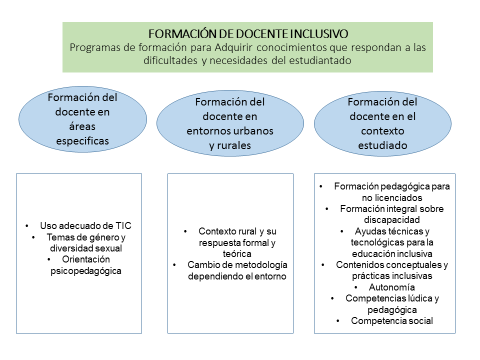 FORMACIÓN DE DOCENTE INCLUSIVO
Programas de formación para Adquirir conocimientos que respondan a las
dificultades y necesidades del estudiantado
Formación del
docente en
áreas
especificas
Formación del
docente en
entornos urbanos
y rurales
Formación del
docente en el
contexto
estudiado
• Uso adecuado de TIC
• Temas de género y
diversidad sexual
• Orientación
psicopedagógica
• Contexto rural y su
respuesta formal y
teórica
• Cambio de metodología
dependiendo el entorno
• Formación pedagógica para
no licenciados
• Formación integral sobre
discapacidad
• Ayudas técnicas y
tecnológicas para la
educación inclusiva
• Contenidos conceptuales y
prácticas inclusivas
• Autonomía
• Competencias lúdica y
pedagógica
• Competencia social